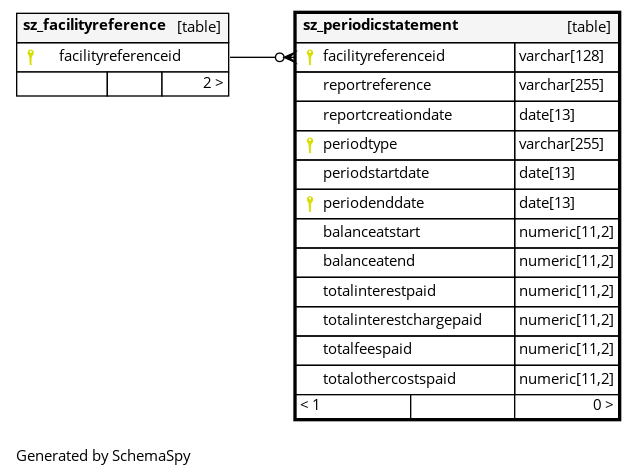 sz_facilityreference [table]
facilityreferenceid
2 >
sz_periodicstatement [table]
facilityreferenceid varchar[128]
reportreference varchar[255]
reportcreationdate date[13]
periodtype varchar[255]
periodstartdate date[13]
periodenddate date[13]
balanceatstart numeric[11,2]
balanceatend numeric[11,2]
totalinterestpaid numeric[11,2]
totalinterestchargepaid numeric[11,2]
totalfeespaid numeric[11,2]
totalothercostspaid numeric[11,2]
< 1 0 >
Generated by SchemaSpy